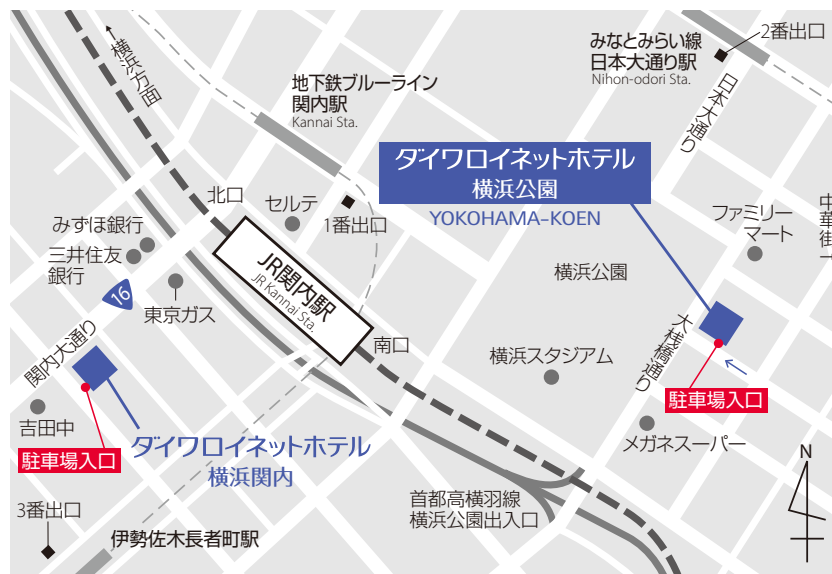 横浜方面
みなとみらい線
日本大通り駅
Nihon-odori Sta.
2番出口
地下鉄ブルーライン
関内駅
Kannai Sta.
日本大通り
ダイワロイネットホテル
横浜公園
YOKOHAMA-KOEN
北口
セルテ
1番出口
ファミリー
マート
中華街
みずほ銀行
三井住友
銀行
東京ガス
16
JR関内駅
JR Kannai Sta.
横浜公園
南口
横浜スタジアム
大桟橋通り
駐車場入口
メガネスーパー
関内大通り
吉田中
駐車場入口
ダイワロイネットホテル
横浜関内
3番出口
伊勢佐木長者町駅
首都高横羽線
横浜公園出入口
N